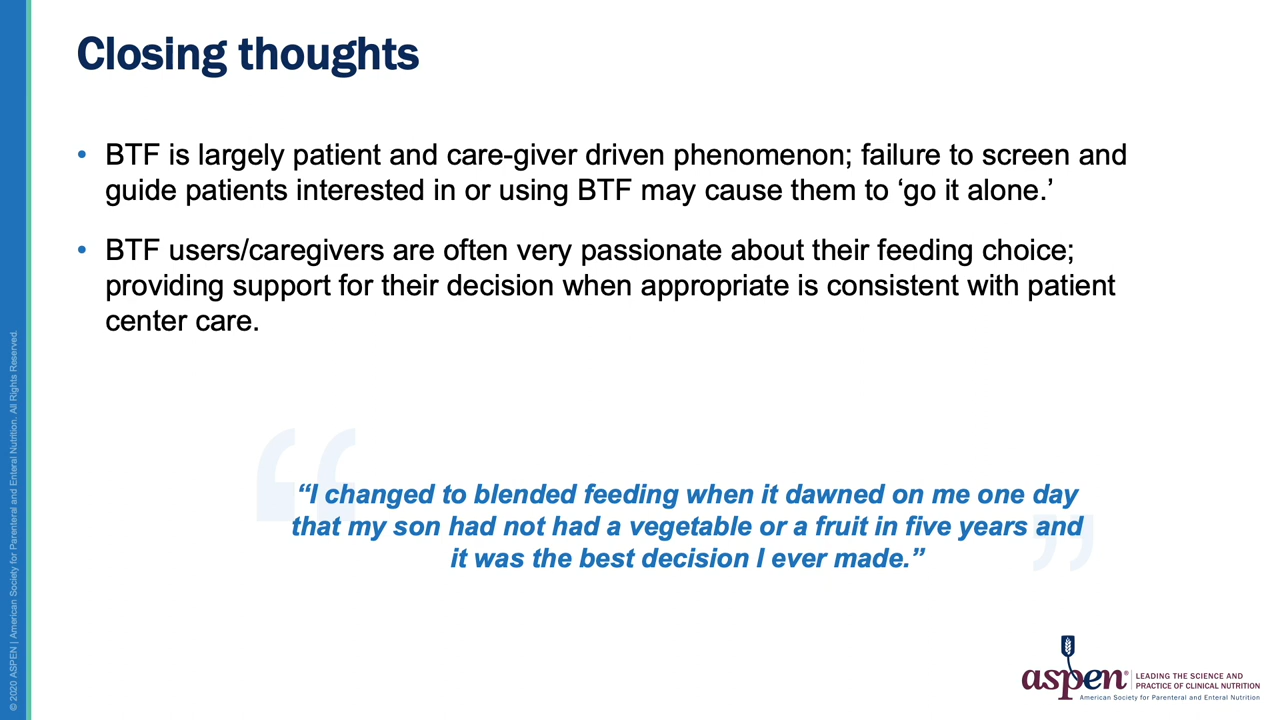 Closing thoughts
• BTF is largely patient and care-giver driven phenomenon; failure to screen and
guide patients interested in or using BTF may cause them to ‘go it alone.’
• BTF users/caregivers are often very passionate about their feeding choice;
providing support for their decision when appropriate is consistent with patient
center care.
“I changed to blended feeding when it dawned on me one day
that my son had not had a vegetable or a fruit in five years and
it was the best decision I ever made.”
© 2020 ASPEN | American Society for Parenteral and Enteral Nutrition. All Rights Reserved.
aspen®
LEADING THE SCIENCE AND
PRACTICE OF CLINICAL NUTRITION
American Society for Parenteral and Enteral Nutrition